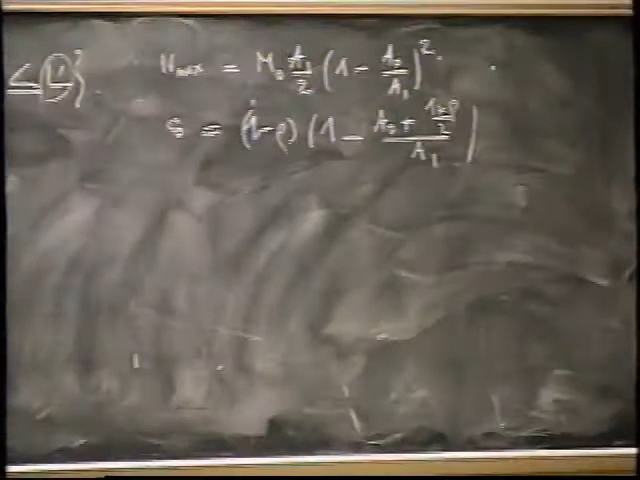 N_max = M_0 A_1/2 (1 - A_0/A_1)^2.
S = (1-ρ) (1 - (A_0 + (1+ρ)/2)/A_1)